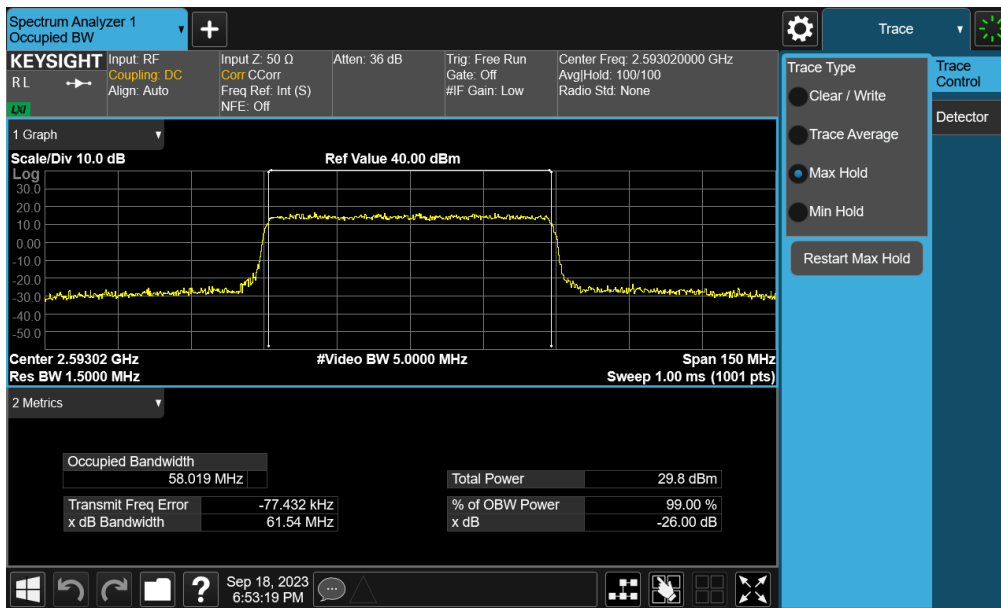 Spectrum Analyzer 1
Occupied BW
Trace
KEYSIGHT
R L
LXI
Input: RF
Coupling: DC
Align: Auto
Input Z: 50 Ω
Corr CCorr
Freq Ref: Int (S)
NFE: Off
Atten: 36 dB
Trig: Free Run
Gate: Off
#IF Gain: Low
Center Freq: 2.593020000 GHz
Avg|Hold: 100/100
Radio Std: None
Trace Type
Clear / Write
Trace Average
Max Hold
Min Hold
Restart Max Hold
Trace
Control
Detector
1 Graph
Scale/Div 10.0 dB
Ref Value 40.00 dBm
Log
30.0
20.0
10.0
0.00
-10.0
-20.0
-30.0
-40.0
-50.0
Center 2.59302 GHz
#Video BW 5.0000 MHz
Span 150 MHz
Res BW 1.5000 MHz
Sweep 1.00 ms (1001 pts)
2 Metrics
Occupied Bandwidth
58.019 MHz
Total Power 29.8 dBm
Transmit Freq Error -77.432 kHz
% of OBW Power 99.00 %
x dB Bandwidth 61.54 MHz
x dB -26.00 dB
?
Sep 18, 2023
6:53:19 PM